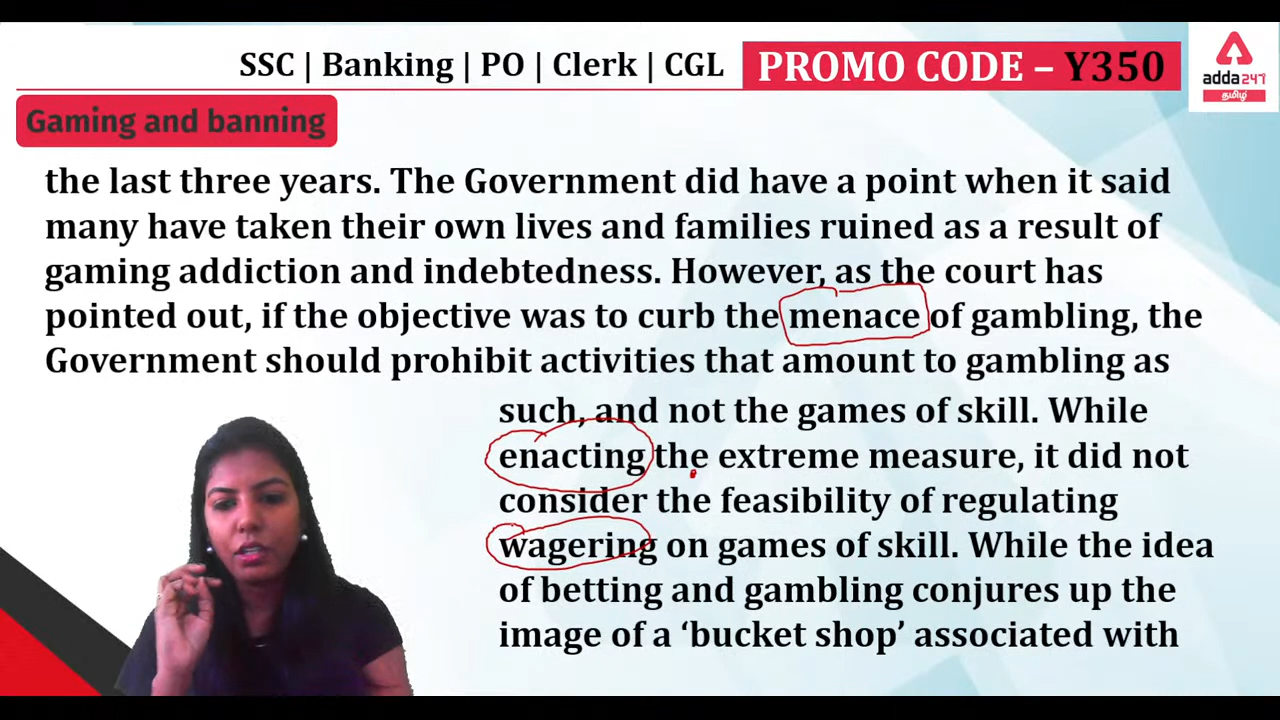 SSC | Banking | PO | Clerk | CGL PROMO CODE – Y350
adda247
தமிழ்
Gaming and banning
the last three years. The Government did have a point when it said
many have taken their own lives and families ruined as a result of
gaming addiction and indebtedness. However, as the court has
pointed out, if the objective was to curb the menace of gambling, the
Government should prohibit activities that amount to gambling as
such, and not the games of skill. While
enacting the extreme measure, it did not
consider the feasibility of regulating
wagering on games of skill. While the idea
of betting and gambling conjures up the
image of a ‘bucket shop’ associated with